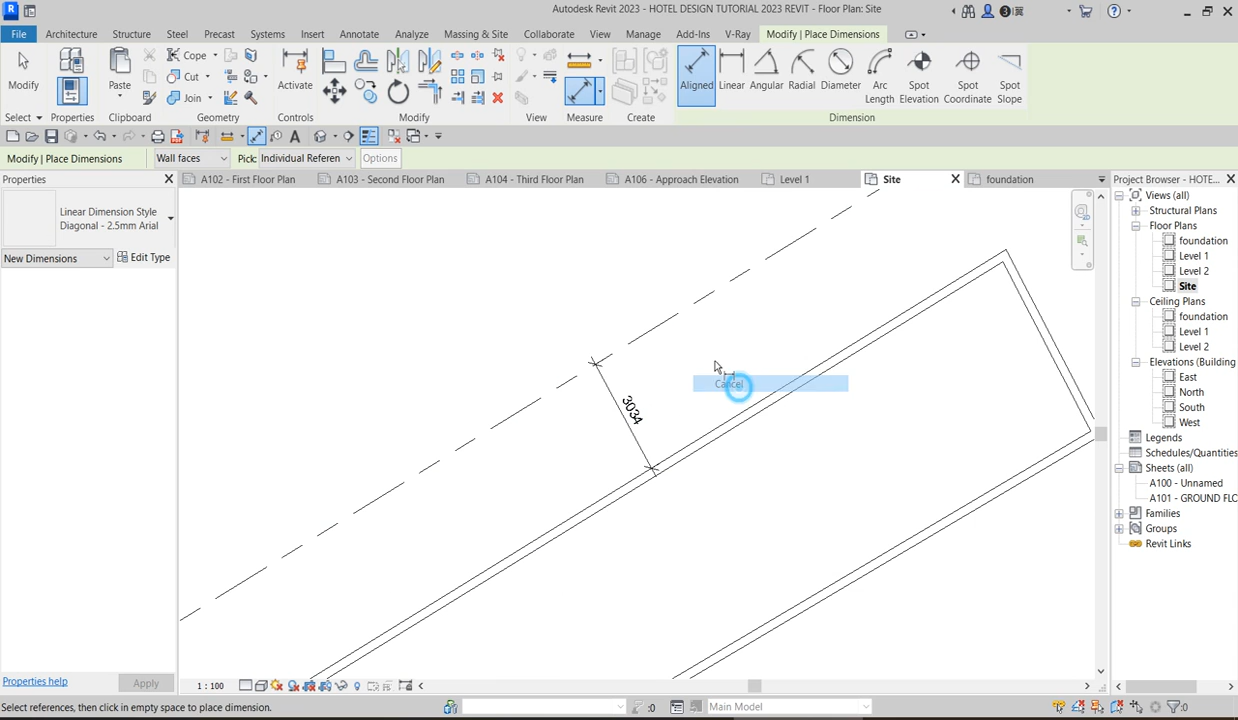 Autodesk Revit 2023 - HOTEL DESIGN TUTORIAL 2023 REVIT - Floor Plan: Site
File Architecture Structure Steel Precast Systems Insert Annotate Analyze Massing & Site Collaborate View Manage Add-Ins V-Ray Modify | Place Dimensions
Modify Paste Cope Cut Join Activate Aligned Linear Angular Radial Diameter Arc Length Spot Elevation Spot Coordinate Spot Slope
Select Properties Clipboard Geometry Controls Modify View Measure Create Dimension
Modify | Place Dimensions Wall faces Pick: Individual Referen Options
Properties
A102 - First Floor Plan A103 - Second Floor Plan A104 - Third Floor Plan A106 - Approach Elevation Level 1 Site foundation
Project Browser - HOTE...
Linear Dimension Style
Diagonal - 2.5mm Arial
New Dimensions Edit Type
3034
Cancel
Views (all)
Structural Plans
Floor Plans
foundation
Level 1
Level 2
Site
Ceiling Plans
foundation
Level 1
Level 2
Elevations (Building
East
North
South
West
Legends
Schedules/Quantities
Sheets (all)
A100 - Unnamed
A101 - GROUND FLC
Families
Groups
Revit Links
Properties help Apply
1 : 100
Select references, then click in empty space to place dimension.
:0 Main Model :0